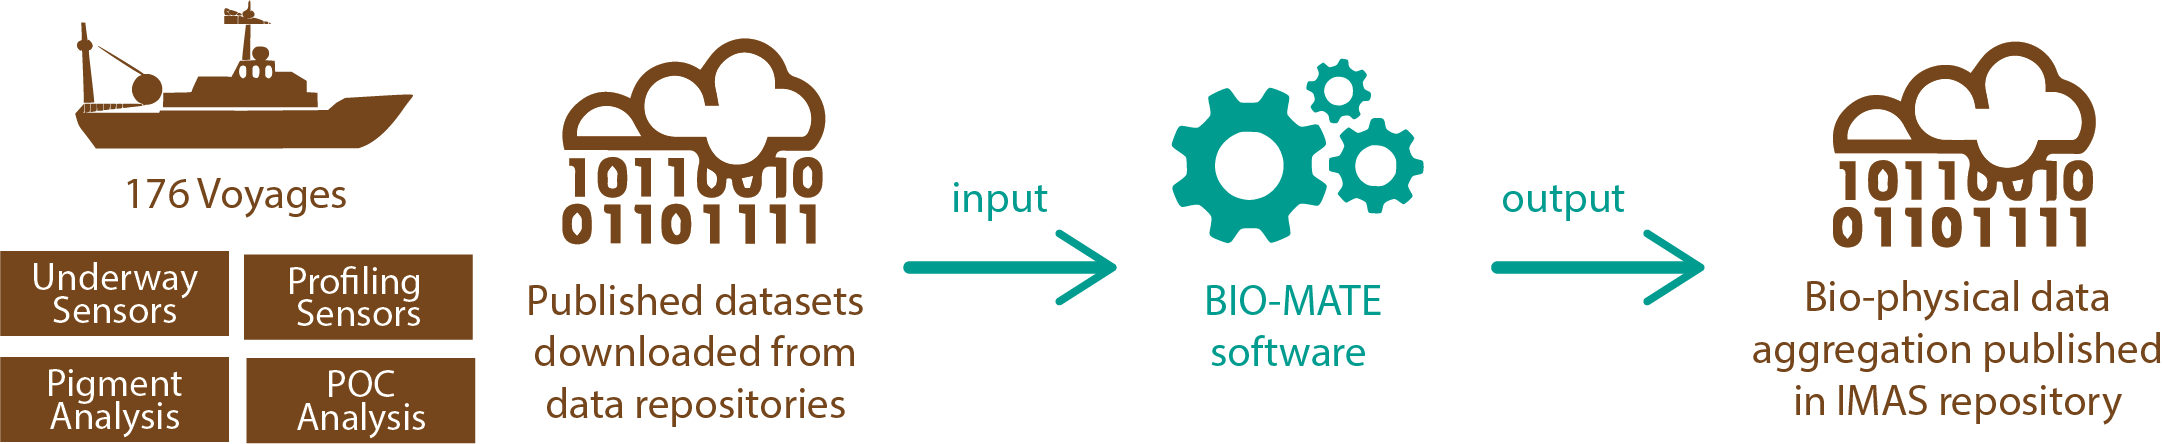 176 Voyages
Underway
Sensors
Profiling
Sensors
Pigment
Analysis
POC
Analysis
10110010
01101111
Published datasets
downloaded from
data repositories
input
BIO-MATE
software
output
10110010
01101111
Bio-physical data
aggregation published
in IMAS repository